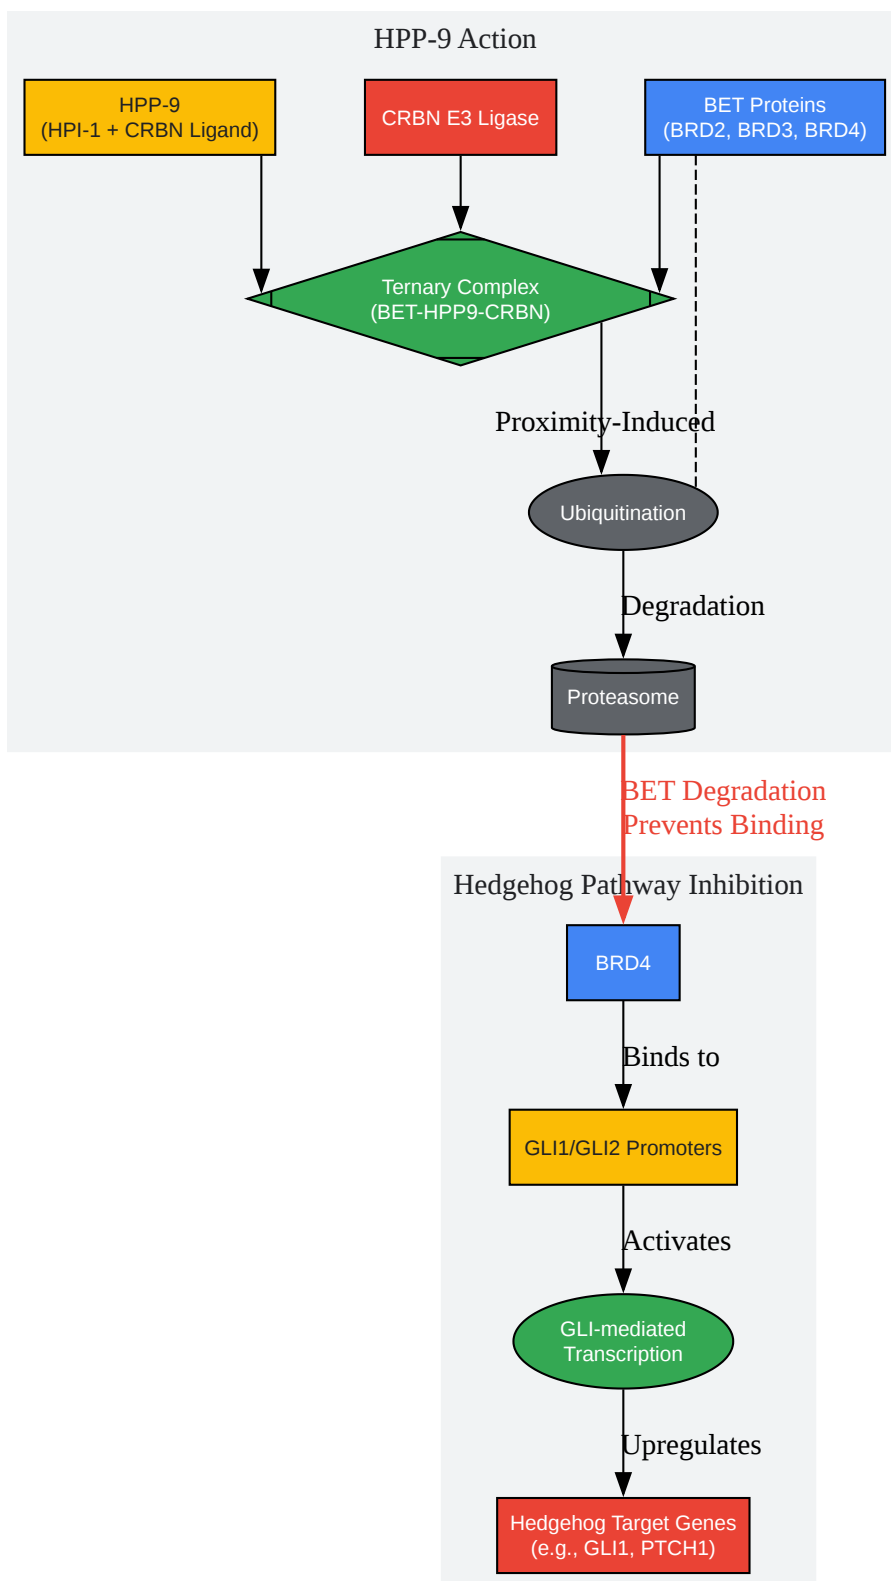 HPP-9 Action
HPP-9
(HPI-1 + CRBN Ligand)
CRBN E3 Ligase
BET Proteins
(BRD2, BRD3, BRD4)
Ternary Complex
(BET-HPP9-CRBN)
Proximity-Induced
Ubiquitination
Degradation
Proteasome
BET Degradation
Prevents Binding
Hedgehog Pathway Inhibition
BRD4
Binds to
GLI1/GLI2 Promoters
Activates
GLI-mediated
Transcription
Upregulates
Hedgehog Target Genes
(e.g., GLI1, PTCH1)